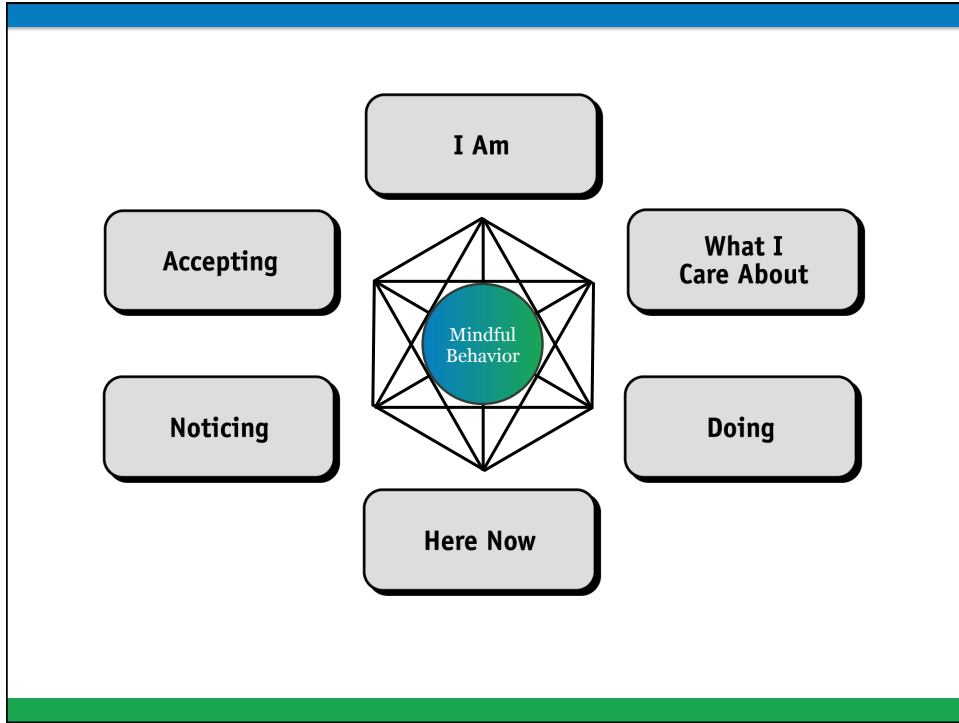 I Am
Accepting
What I
Care About
Mindful
Behavior
Noticing
Doing
Here Now